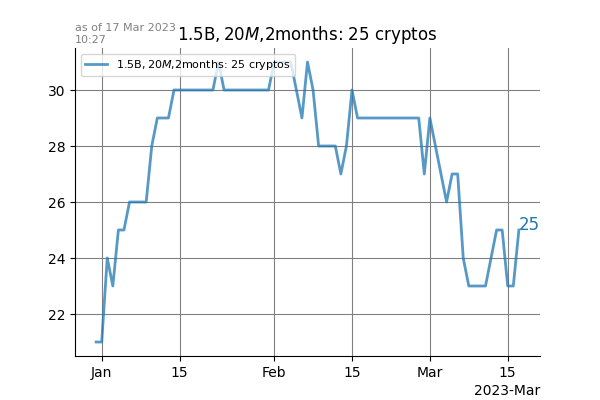 as of 17 Mar 2023
10:27
1.5B, 20M,2months: 25 cryptos
1.5B, 20M,2months: 25 cryptos
30
28
26
24
22
25
Jan
15
Feb
15
Mar
15
2023-Mar